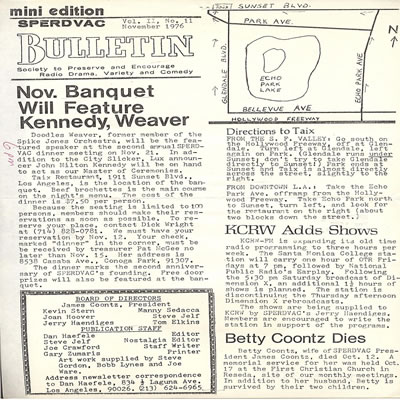 mini edition
SPERDVAC
Vol. II, No. 11
November 1976
BULLETIN
Society to Preserve and Encourage
Radio Drama, Variety and Comedy
Nov. Banquet
Will Feature
Kennedy, Weaver
Doodles Weaver, former member of the
Spike Jones Orchestra, will be the fea-
tured speaker at the second annual SPERD-
VAC dinner meeting on Nov. 21. In ad-
dition to the City Slicker, Lux announ-
cer John Milton Kennedy will be on hand
to act as our Master of Ceremonies.
Taix Restaurant, 1911 Sunset Blvd.,
Los Angeles, is the location of the ban-
quet. Beef brochettes is the main course
on the night's menu. The cost of the
dinner is $7.50 per person.
Because the seating is limited to 100
persons, members should make their res-
ervations as soon as possible. To re-
serve your place, contact Dick Wright
at (714) 828-0781. We must have your
reservation by Nov. 12. Your check,
marked "dinner" in the corner, must be
received by treasurer Pat McGee no
later than Nov. 15. Her address is
8538 Canoga, Canoga Park, 91307.
The dinner marks the second anniver-
sary of SPERDVAC's founding. Free door
prizes will also be featured at the
banquet.
BOARD OF DIRECTORS
James Coontz, President
Kevin Stern Manny Sedaca
Joan Hoover Steve Jelf
Jerry Haendiges Tom Elkins
PUBLICATION STAFF
Dan Haefele Editor
Steve Jelf Nostalgia Editor
Joe Crawford Staff Writer
Gary Zumarik Printer
Art work supplied by Steve
Gordon, Bobb Lynes and Joe
Ware.
Address newsletter correspondence
to Dan Haefele, 834 ½ Laguna Ave.
Los Angeles, 90026. 213) 624-6965.
SUNSET BLVD.
PARK AVE.
N
GLENDALE BLVD.
ECHO PARK AVE.
ECHO
PARK
LAKE
BELLEVUE AVE
HOLLYWOOD FREEWAY
Directions to Taix
FROM THE S. F. VALLEY: Go south on
the Hollywood Freeway, off at Glen-
dale. Turn left at Glendale, left
again on Park. (Glendale runs under
Sunset; don't try to take Glendale
directly to Sunset!) Park ends at
Sunset and Taix is almost directly
across the street, slightly to the
right.
FROM DOWNTOWN L.A.: Take the Echo
Park Ave. offramp from the Holly-
wood Freeway. Take Echo Park north
to Sunset, turn left, and look for
the restaurant on the right (about
two blocks down the street.)
KCRW Adds Shows
KCRW-FM is expanding its old time
radio programming to three hours per
week. The Santa Monica College sta-
tion will carry one hour of OTR Fri-
days at 7 pm, followed by National
Public Radio's Earplay. Following
the 5:30 pm Saturday broadcast of Di-
mension X, an additional 1½ hours of
shows is planned. The station is
discontinuing the Thursday afternoon
Dimension X rebroadcasts.
The shows are being supplied to
KCRW by SPERDVAC's Jerry Haendiges.
Members are encouraged to write the
station in support of the programs.
Betty Coontz Dies
Betty Coontz, wife of SPERDVAC Pres-
ident James Coontz, died Oct. 12. A
memorial service for her was held Oct.
17 at the First Christian Church in
Reseda, site of our monthly meetings.
In addition to her husband, Betty is
survived by their two children.